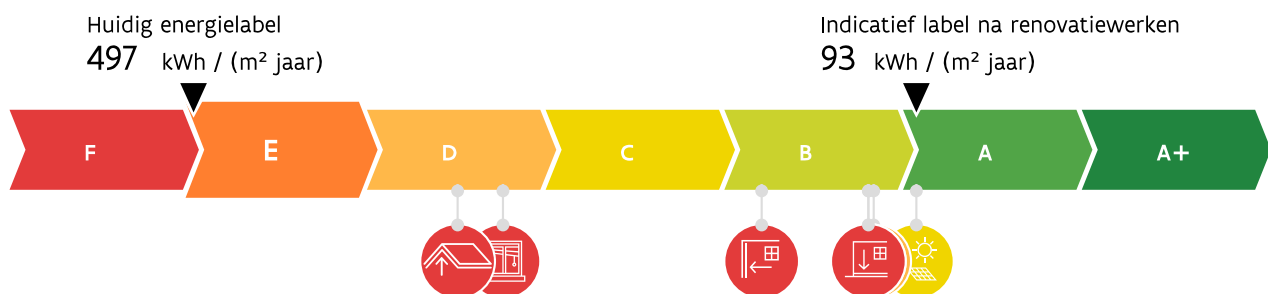 Huidig energielabel
497 kWh / (m² jaar)
Indicatief label na renovatiewerken
93 kWh / (m² jaar)
F E D C B A A+